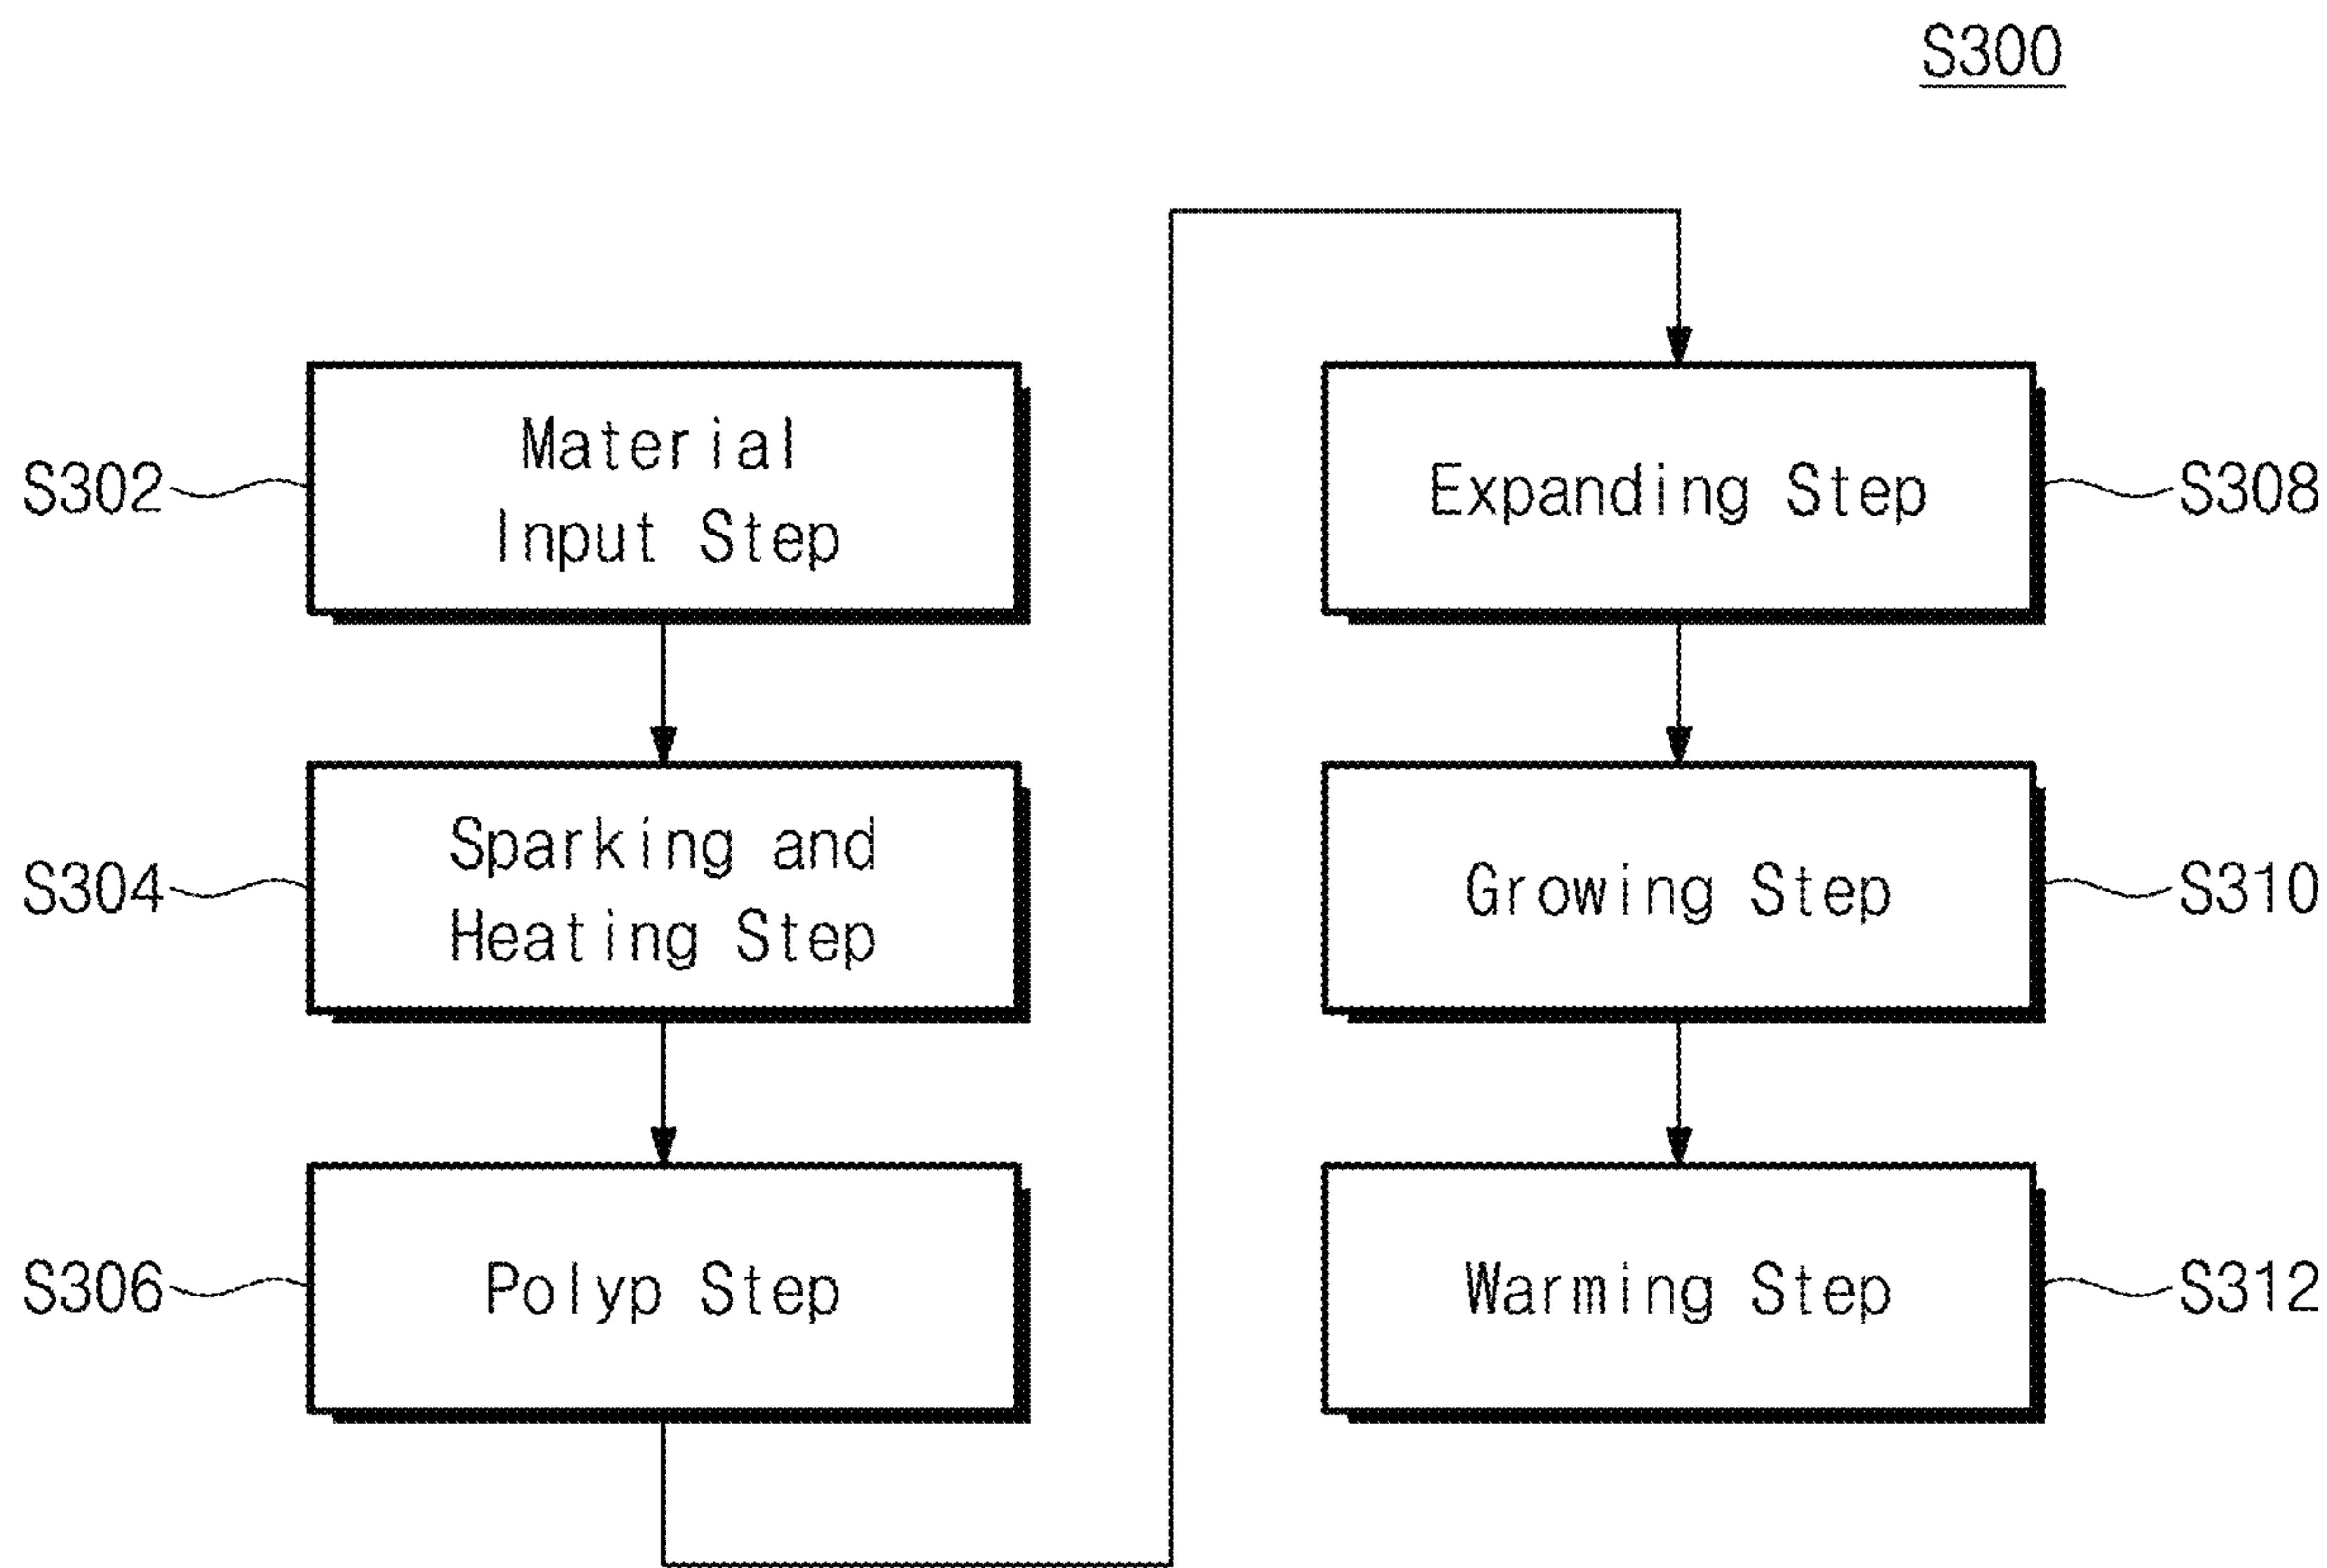 S300
S302
Material
Input Step
S304
Sparking and
Heating Step
S306
Polyp Step
Expanding Step
S308
Growing Step
S310
Warming Step
S312